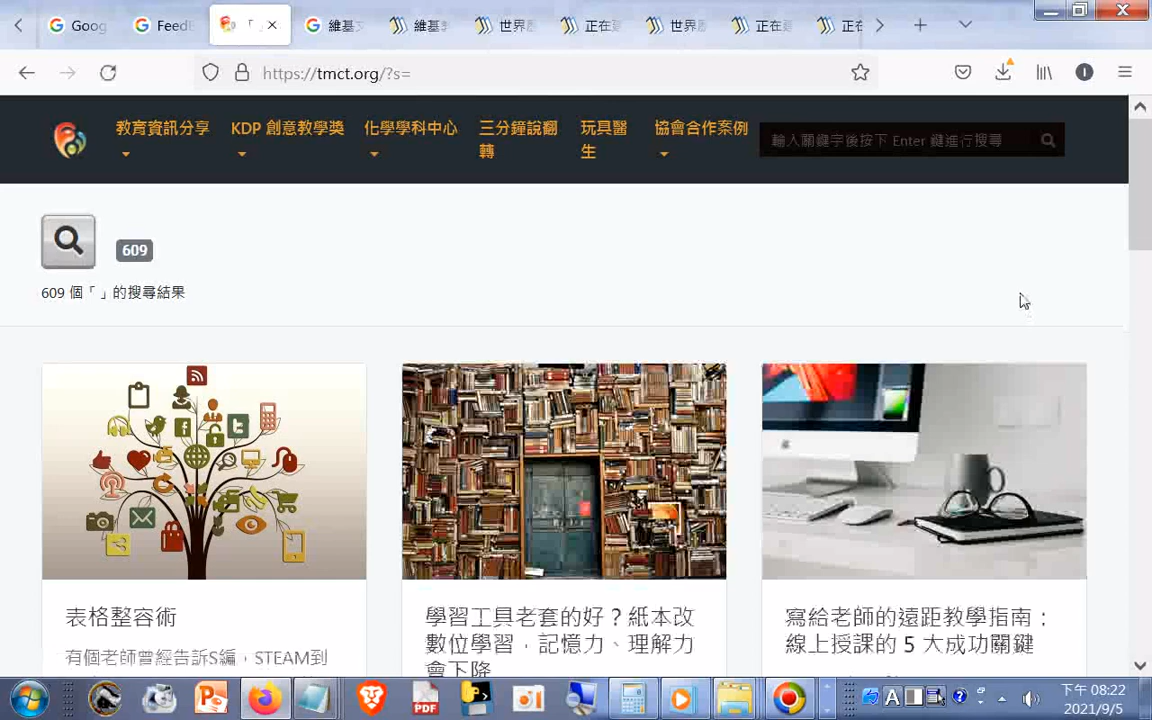 Goog
Feed
「
維基
維基
世界
正在
世界
正在
正在
https://tmct.org/?s=
教育資訊分享
KDP 創意教學獎
化學學科中心
三分鐘說翻
轉
玩具醫
生
協會合作案例
輸入關鍵字後按下 Enter 鍵進行搜尋
609
609 個「 」的搜尋結果
表格整容術
有個老師曾經告訴S編，STEAM到
學習工具老套的好？紙本改
數位學習，記憶力、理解力
會下降
寫給老師的遠距教學指南：
線上授課的 5 大成功關鍵
下午 08:22
2021/9/5